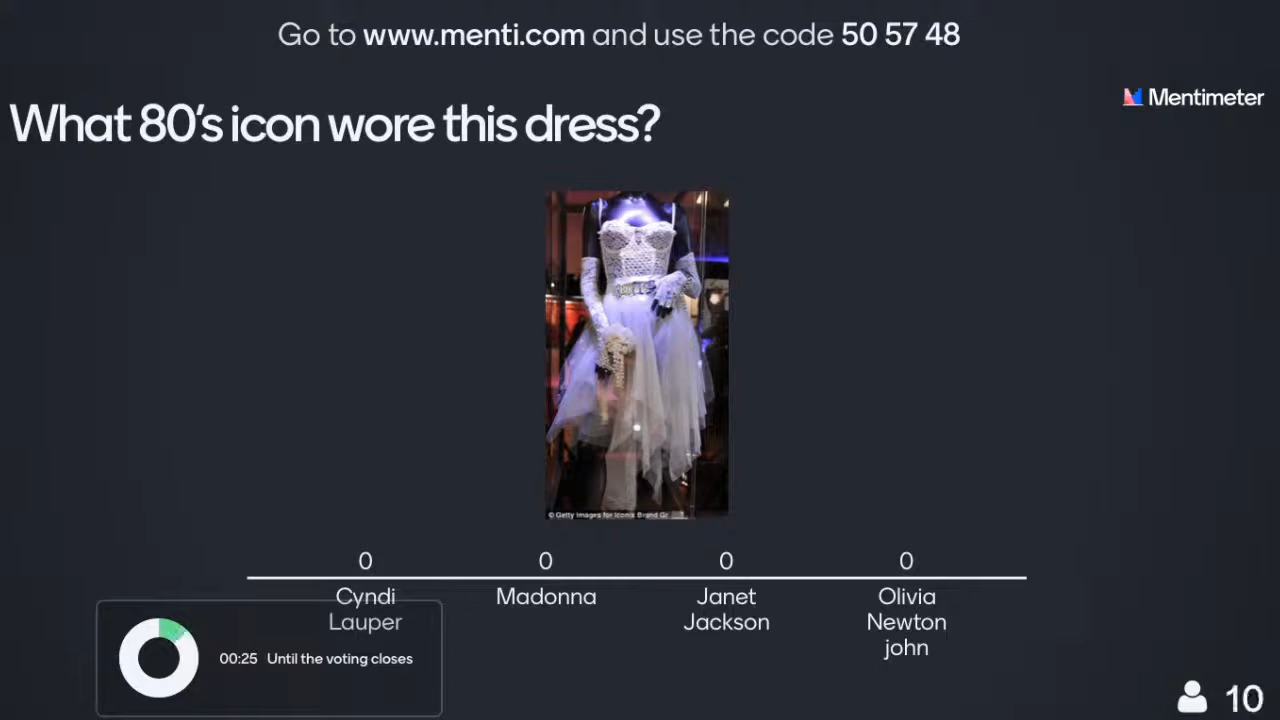 Go to www.menti.com and use the code 50 57 48
Mentimeter
What 80's icon wore this dress?
© Getty Images for Iconix Brand Gr
0
0
0
0
Cyndi
Lauper
Madonna
Janet
Jackson
Olivia
Newton
john
00:25 Until the voting closes
10